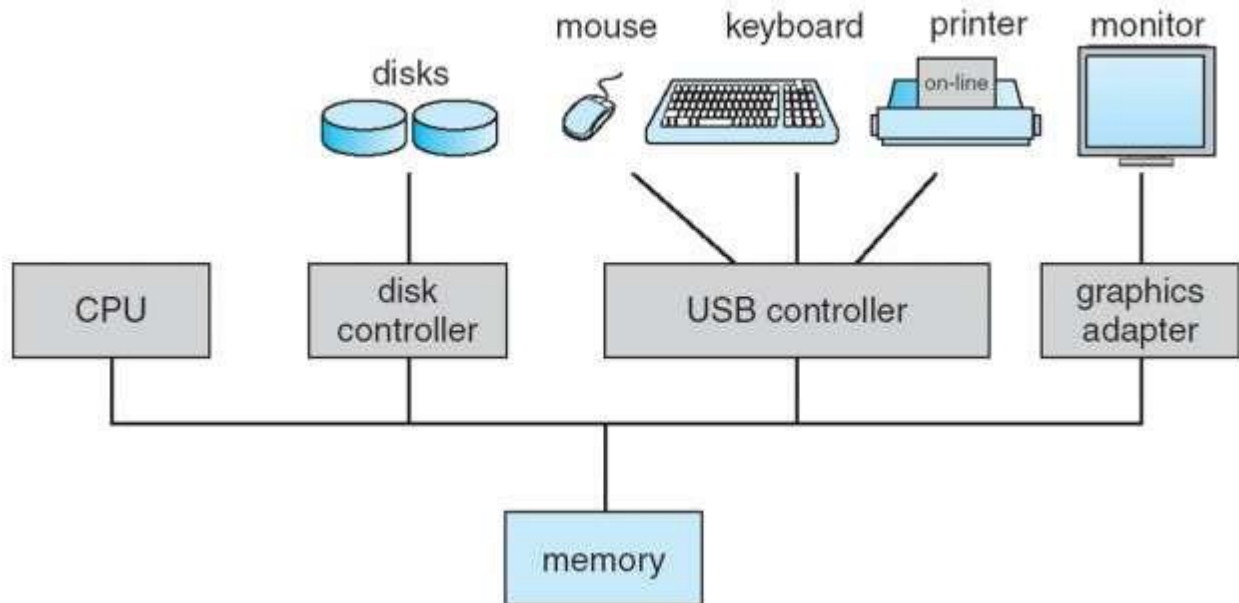 mouse
keyboard
printer
monitor
disks
on-line
CPU
disk
controller
USB controller
graphics
adapter
memory